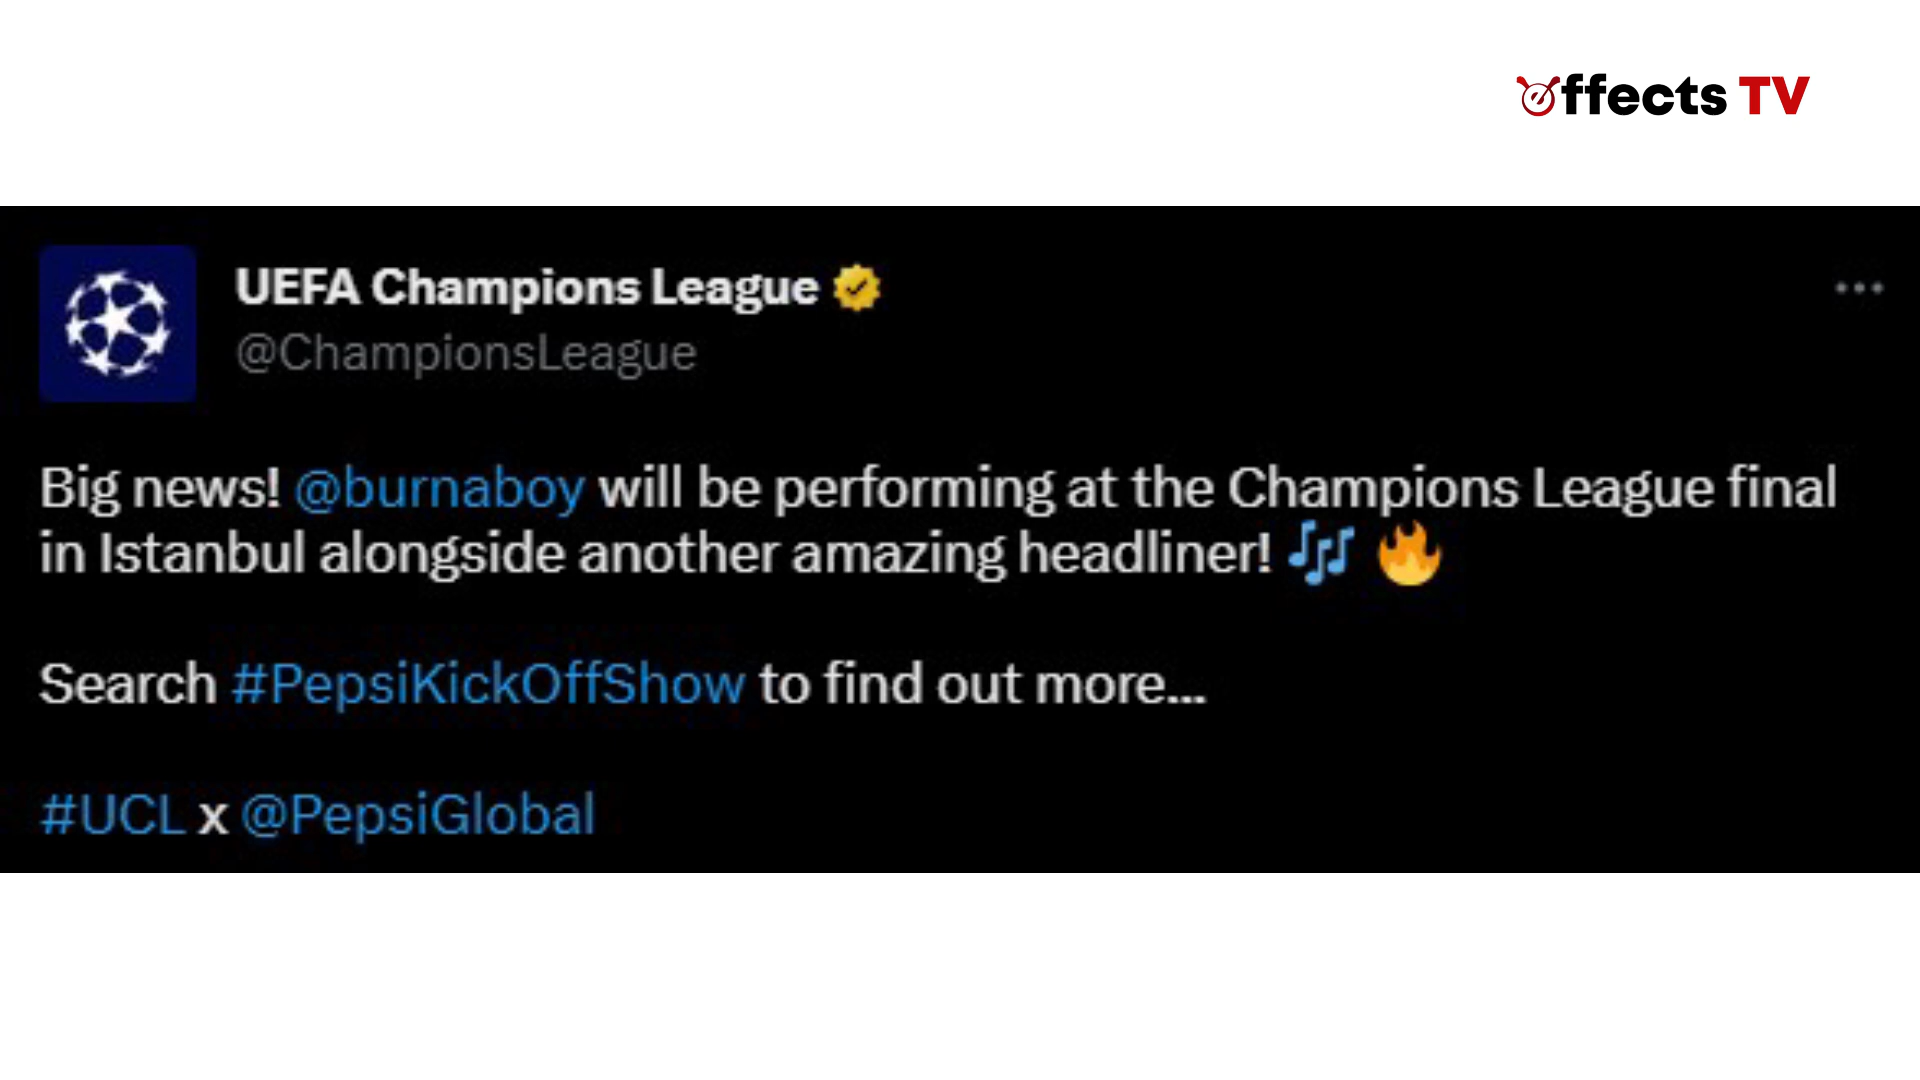 Offects TV
UEFA Champions League
@ChampionsLeague
Big news! @burnaboy will be performing at the Champions League final
in Istanbul alongside another amazing headliner! 🎶 🔥
Search #PepsiKickOffShow to find out more...
#UCL x @PepsiGlobal